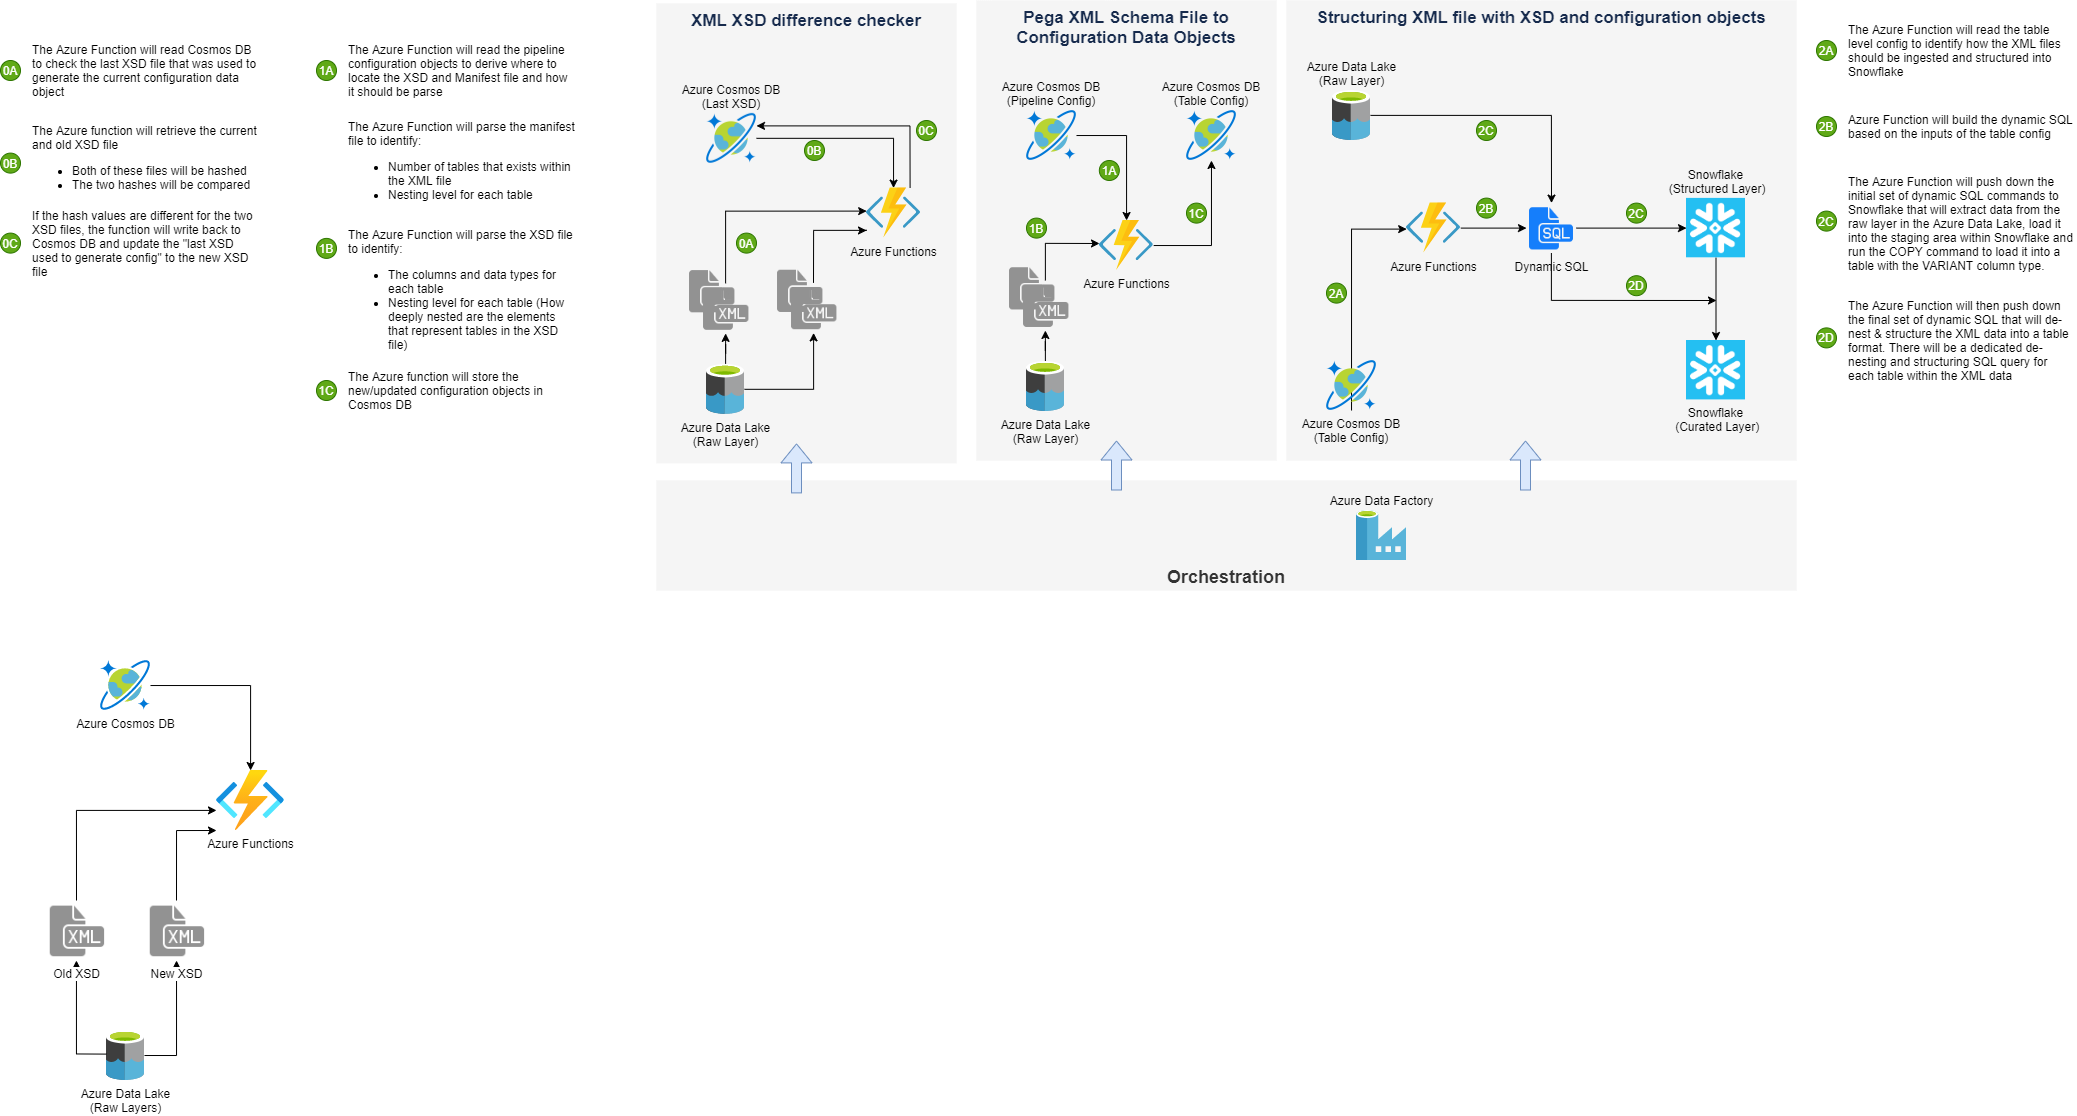 0A
The Azure Function will read Cosmos DB
to check the last XSD file that was used to
generate the current configuration data
object
0B
The Azure function will retrieve the current
and old XSD file
• Both of these files will be hashed
• The two hashes will be compared
0C
If the hash values are different for the two
XSD files, the function will write back to
Cosmos DB and update the "last XSD
used to generate config" to the new XSD
file
1A
The Azure Function will read the pipeline
configuration objects to derive where to
locate the XSD and Manifest file and how
it should be parse
The Azure Function will parse the manifest
file to identify:
• Number of tables that exists within
the XML file
• Nesting level for each table
1B
The Azure Function will parse the XSD file
to identify:
• The columns and data types for
each table
• Nesting level for each table (How
deeply nested are the elements
that represent tables in the XSD
file)
1C
The Azure function will store the
new/updated configuration objects in
Cosmos DB
XML XSD difference checker
Azure Cosmos DB
(Last XSD)
0C
0B
Azure Functions
0A
XML
XML
Azure Data Lake
(Raw Layer)
Pega XML Schema File to
Configuration Data Objects
Azure Cosmos DB
(Pipeline Config)
Azure Cosmos DB
(Table Config)
1A
1C
1B
Azure Functions
XML
Azure Data Lake
(Raw Layer)
Structuring XML file with XSD and configuration objects
Azure Data Lake
(Raw Layer)
2C
Snowflake
(Structured Layer)
2B
2C
SQL
Azure Functions
Dynamic SQL
2A
2D
Azure Cosmos DB
(Table Config)
Snowflake
(Curated Layer)
Azure Data Factory
Orchestration
2A
The Azure Function will read the table
level config to identify how the XML files
should be ingested and structured into
Snowflake
2B
Azure Function will build the dynamic SQL
based on the inputs of the table config
2C
The Azure Function will push down the
initial set of dynamic SQL commands to
Snowflake that will extract data from the
raw layer in the Azure Data Lake, load it
into the staging area within Snowflake and
run the COPY command to load it into a
table with the VARIANT column type.
2D
The Azure Function will then push down
the final set of dynamic SQL that will de-
nest & structure the XML data into a table
format. There will be a dedicated de-
nesting and structuring SQL query for
each table within the XML data
Azure Cosmos DB
Azure Functions
XML
XML
Old XSD
New XSD
Azure Data Lake
(Raw Layers)